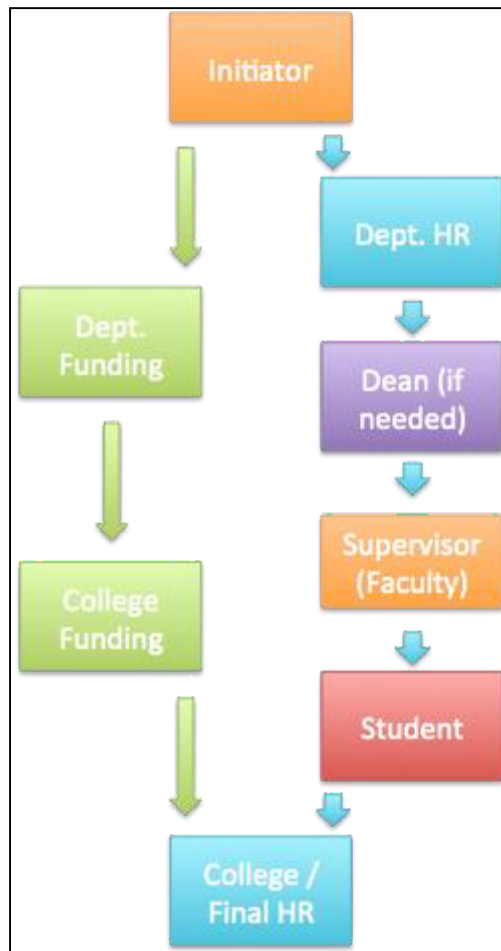 Initiator
Dept. HR
Dept.
Funding
Dean (if
needed)
Supervisor
(Faculty)
College
Funding
Student
College /
Final HR